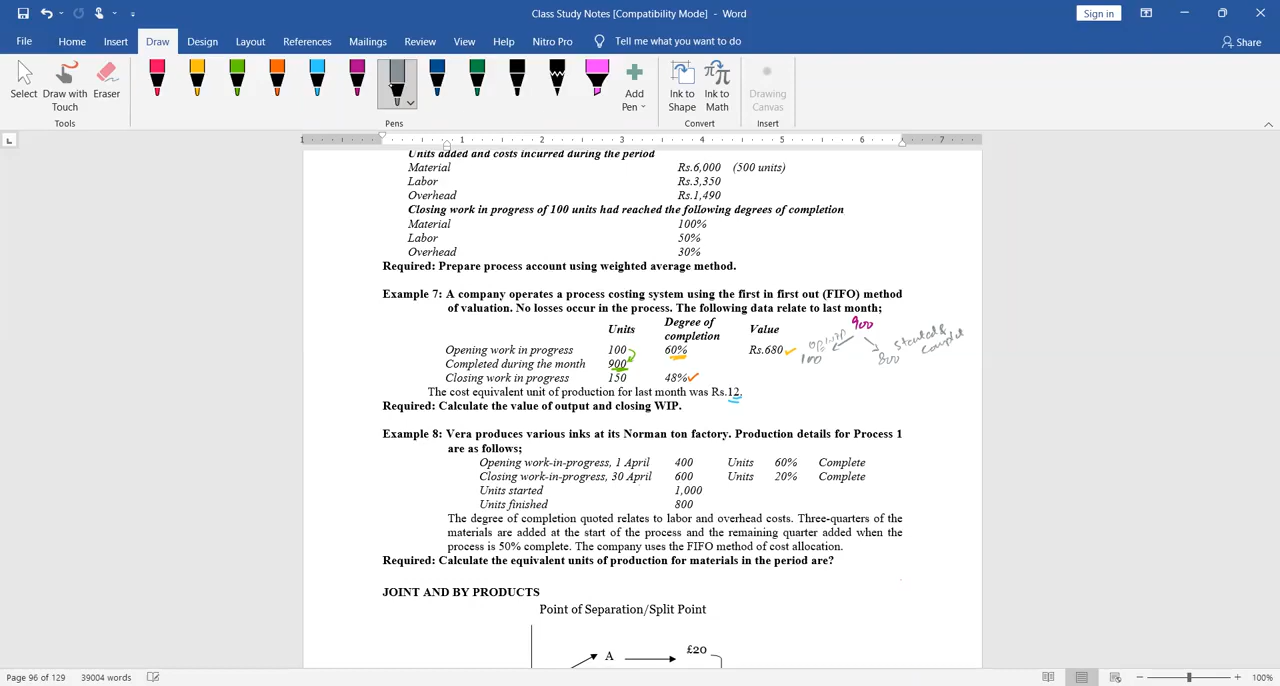 Class Study Notes [Compatibility Mode] - Word
Sign in
File Home Insert Draw Design Layout References Mailings Review View Help Nitro Pro Tell me what you want to do
Share
Select Draw with Touch Eraser
Add Pen
Ink to Shape Ink to Math
Drawing Canvas
Tools Pens Convert Insert
1 1 2 3 4 5 6 7
Units added and costs incurred during the period
Material Rs.6,000 (500 units)
Labor Rs.3,350
Overhead Rs.1,490
Closing work in progress of 100 units had reached the following degrees of completion
Material 100%
Labor 50%
Overhead 30%
Required: Prepare process account using weighted average method.
Example 7: A company operates a process costing system using the first in first out (FIFO) method
of valuation. No losses occur in the process. The following data relate to last month;
Units Degree of completion Value
900
Opening work in progress 100 60% Rs.680
op.WIP 100
Started & Complet 800
Completed during the month 900
Closing work in progress 150 48%
The cost equivalent unit of production for last month was Rs.12.
Required: Calculate the value of output and closing WIP.
Example 8: Vera produces various inks at its Norman ton factory. Production details for Process 1
are as follows;
Opening work-in-progress, 1 April 400 Units 60% Complete
Closing work-in-progress, 30 April 600 Units 20% Complete
Units started 1,000
Units finished 800
The degree of completion quoted relates to labor and overhead costs. Three-quarters of the
materials are added at the start of the process and the remaining quarter added when the
process is 50% complete. The company uses the FIFO method of cost allocation.
Required: Calculate the equivalent units of production for materials in the period are?
JOINT AND BY PRODUCTS
Point of Separation/Split Point
A £20
Page 96 of 129 39004 words
100%